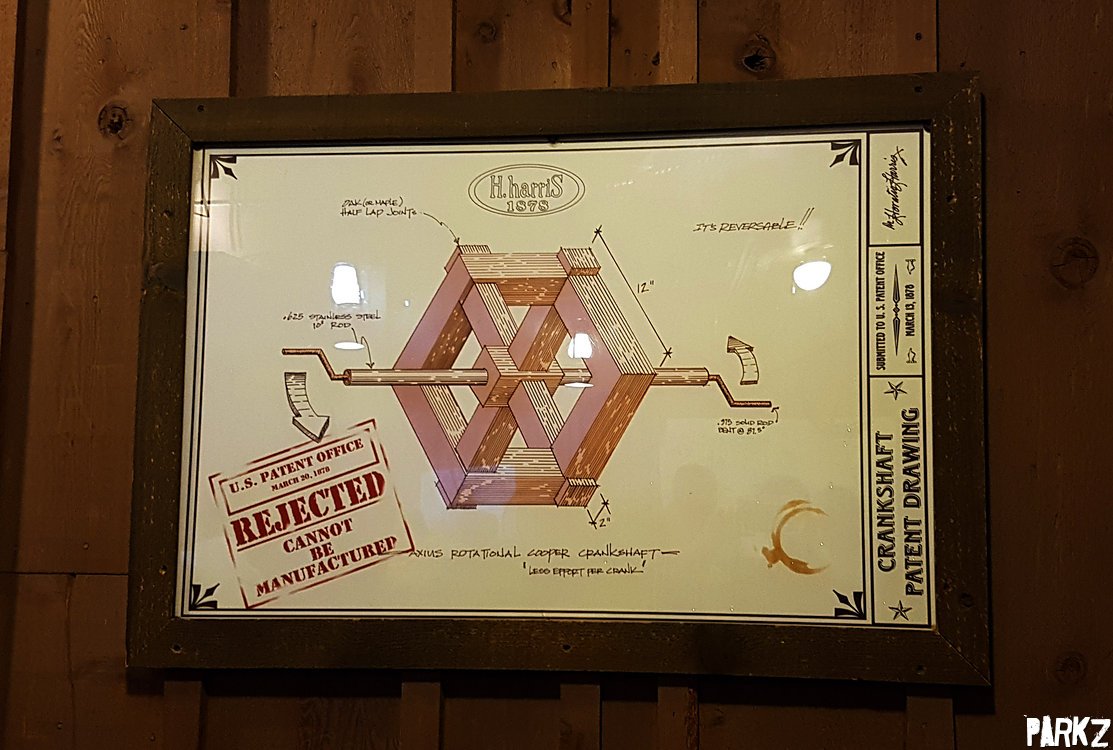 H. harriS
1878
OAK (OR MAPLE)
HALF LAP JOINTS
IT'S REVERSABLE!!
12"
.625 STAINLESS STEEL
10" ROD
.375 SOLID ROD
BENT @ 87.5°
2"
U.S. PATENT OFFICE
MARCH 20, 1878
REJECTED
CANNOT
BE
MANUFACTURED
AXIUS ROTATIONAL COOPER CRANKSHAFT
"LESS EFFORT PER CRANK"
SUBMITTED TO U. S. PATENT OFFICE
MARCH 13, 1878
CRANKSHAFT
PATENT DRAWING
PARKZ